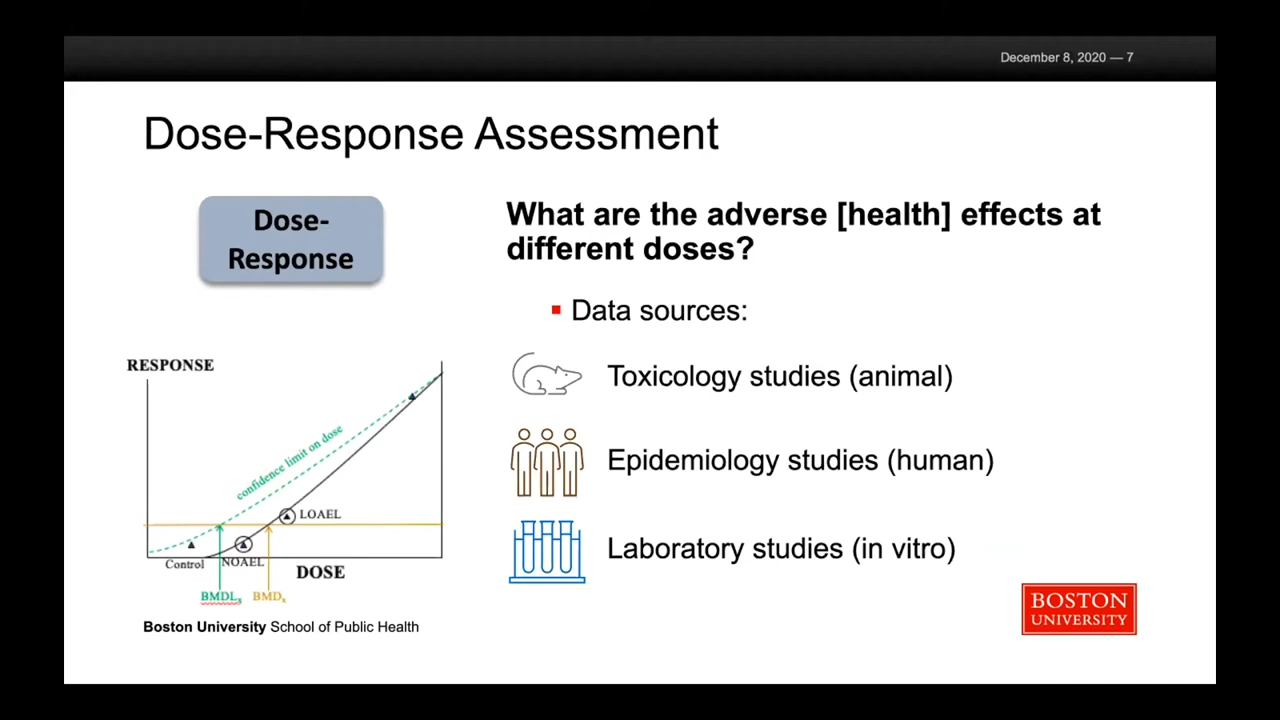 December 8, 2020 — 7
Dose-Response Assessment
Dose-
Response
What are the adverse [health] effects at
different doses?
Data sources:
Toxicology studies (animal)
Epidemiology studies (human)
Laboratory studies (in vitro)
RESPONSE
confidence limit on dose
LOAEL
Control
NOAEL
DOSE
BMDLx
BMDx
Boston University School of Public Health
BOSTON
UNIVERSITY